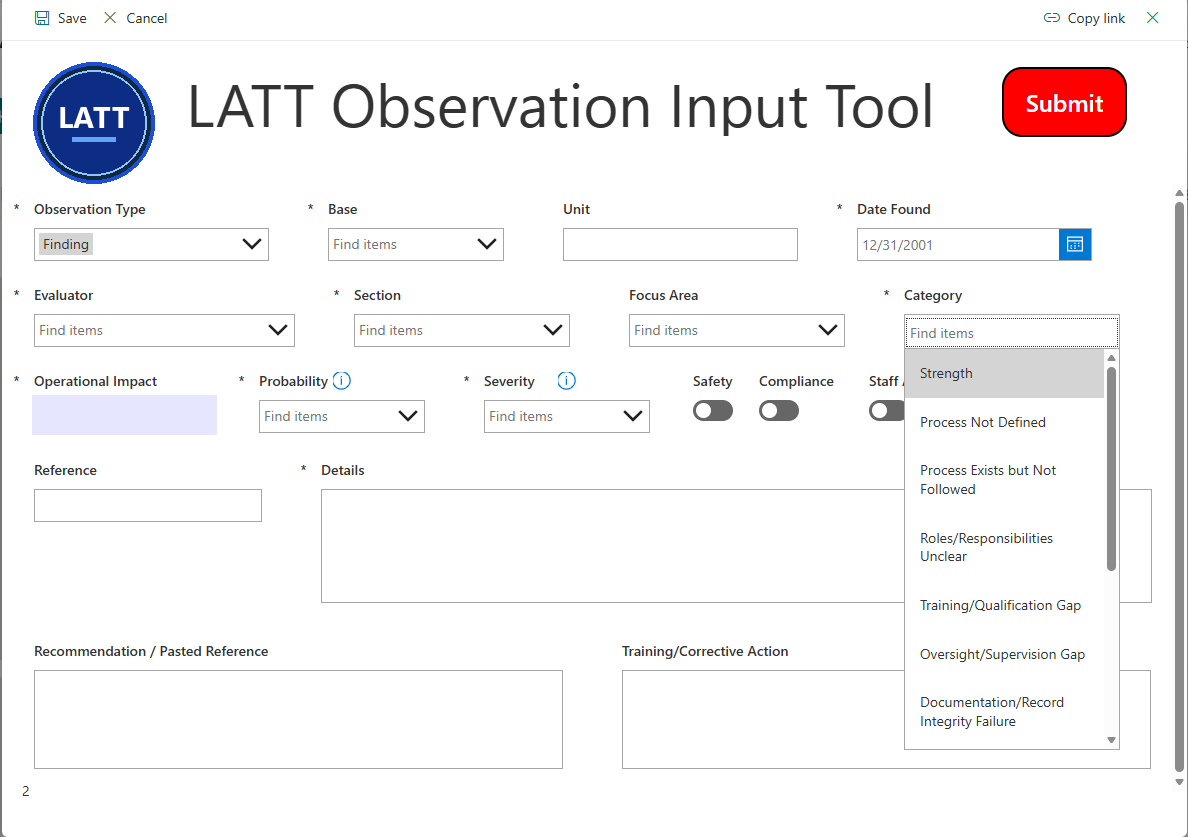 Save Cancel Copy link
LATT
LATT Observation Input Tool
Submit
* Observation Type * Base Unit * Date Found
Finding Find items 12/31/2001
* Evaluator * Section Focus Area * Category
Find items Find items Find items Find items
Strength
* Operational Impact * Probability * Severity Safety Compliance Staff
Find items Find items
Process Not Defined
Process Exists but Not
Followed
Reference * Details
Roles/Responsibilities
Unclear
Training/Qualification Gap
Oversight/Supervision Gap
Documentation/Record
Integrity Failure
Recommendation / Pasted Reference Training/Corrective Action
2